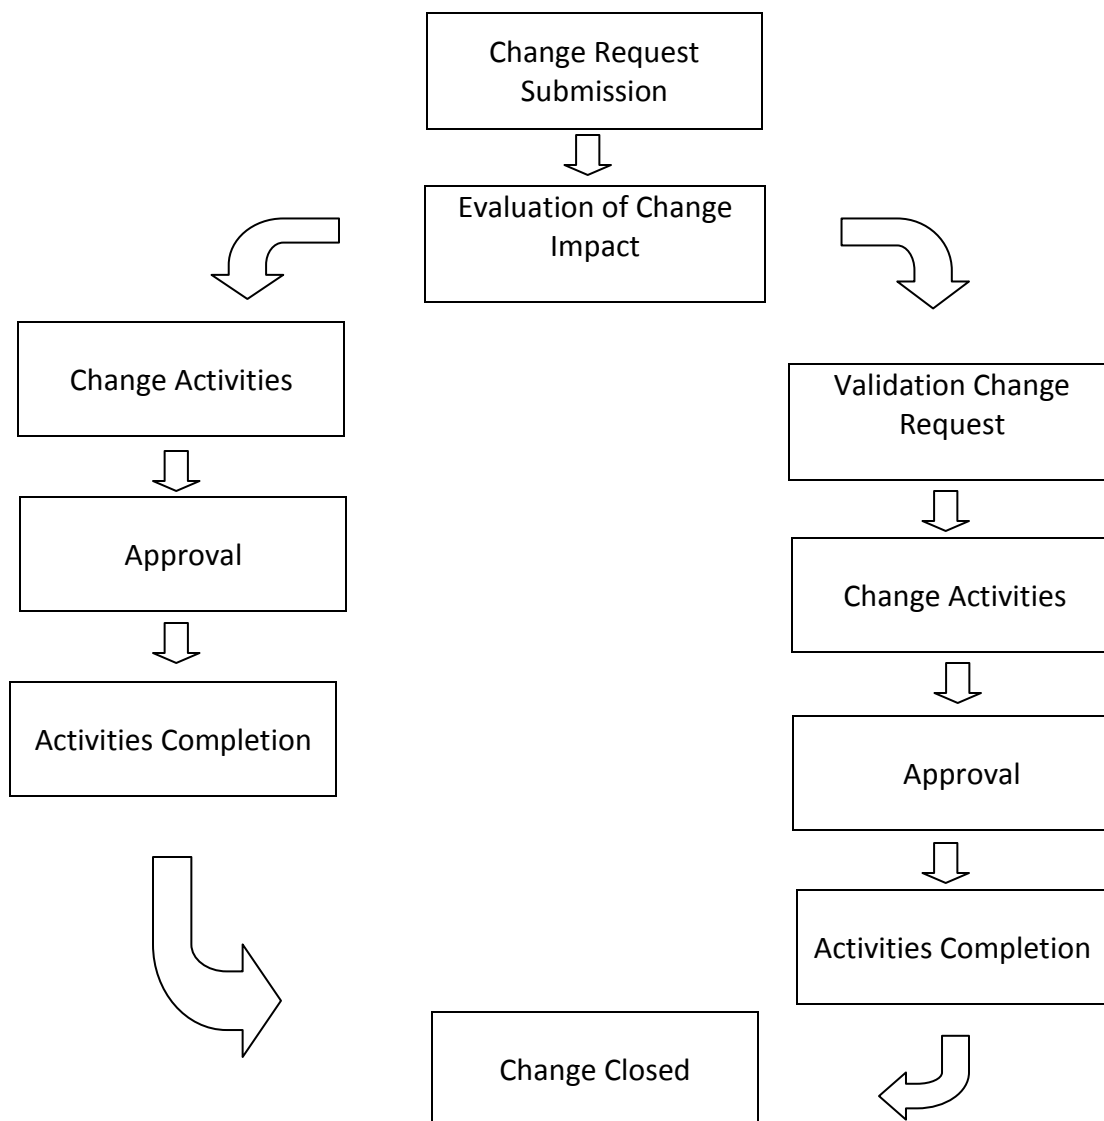 Change Request
Submission
Evaluation of Change
Impact
Change Activities
Approval
Activities Completion
Validation Change
Request
Change Activities
Approval
Activities Completion
Change Closed